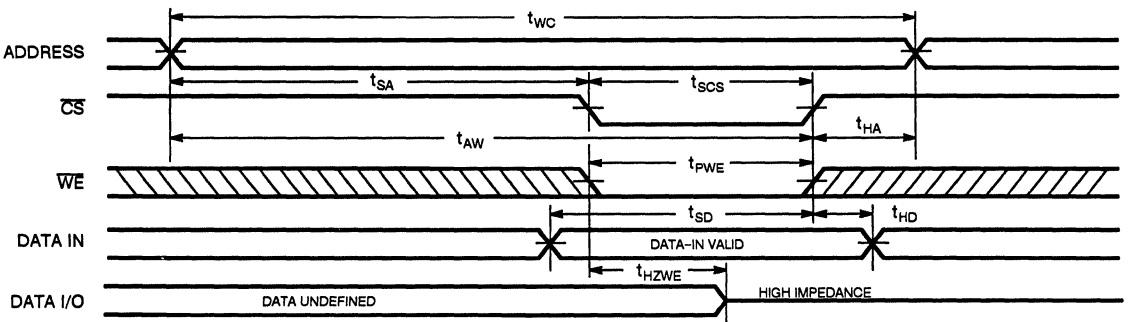 tWC
ADDRESS
tSA
tSCS
CS
tAW
tHA
tPWE
WE
tSD
tHD
DATA IN
DATA-IN VALID
tHZWE
DATA I/O
DATA UNDEFINED
HIGH IMPEDANCE